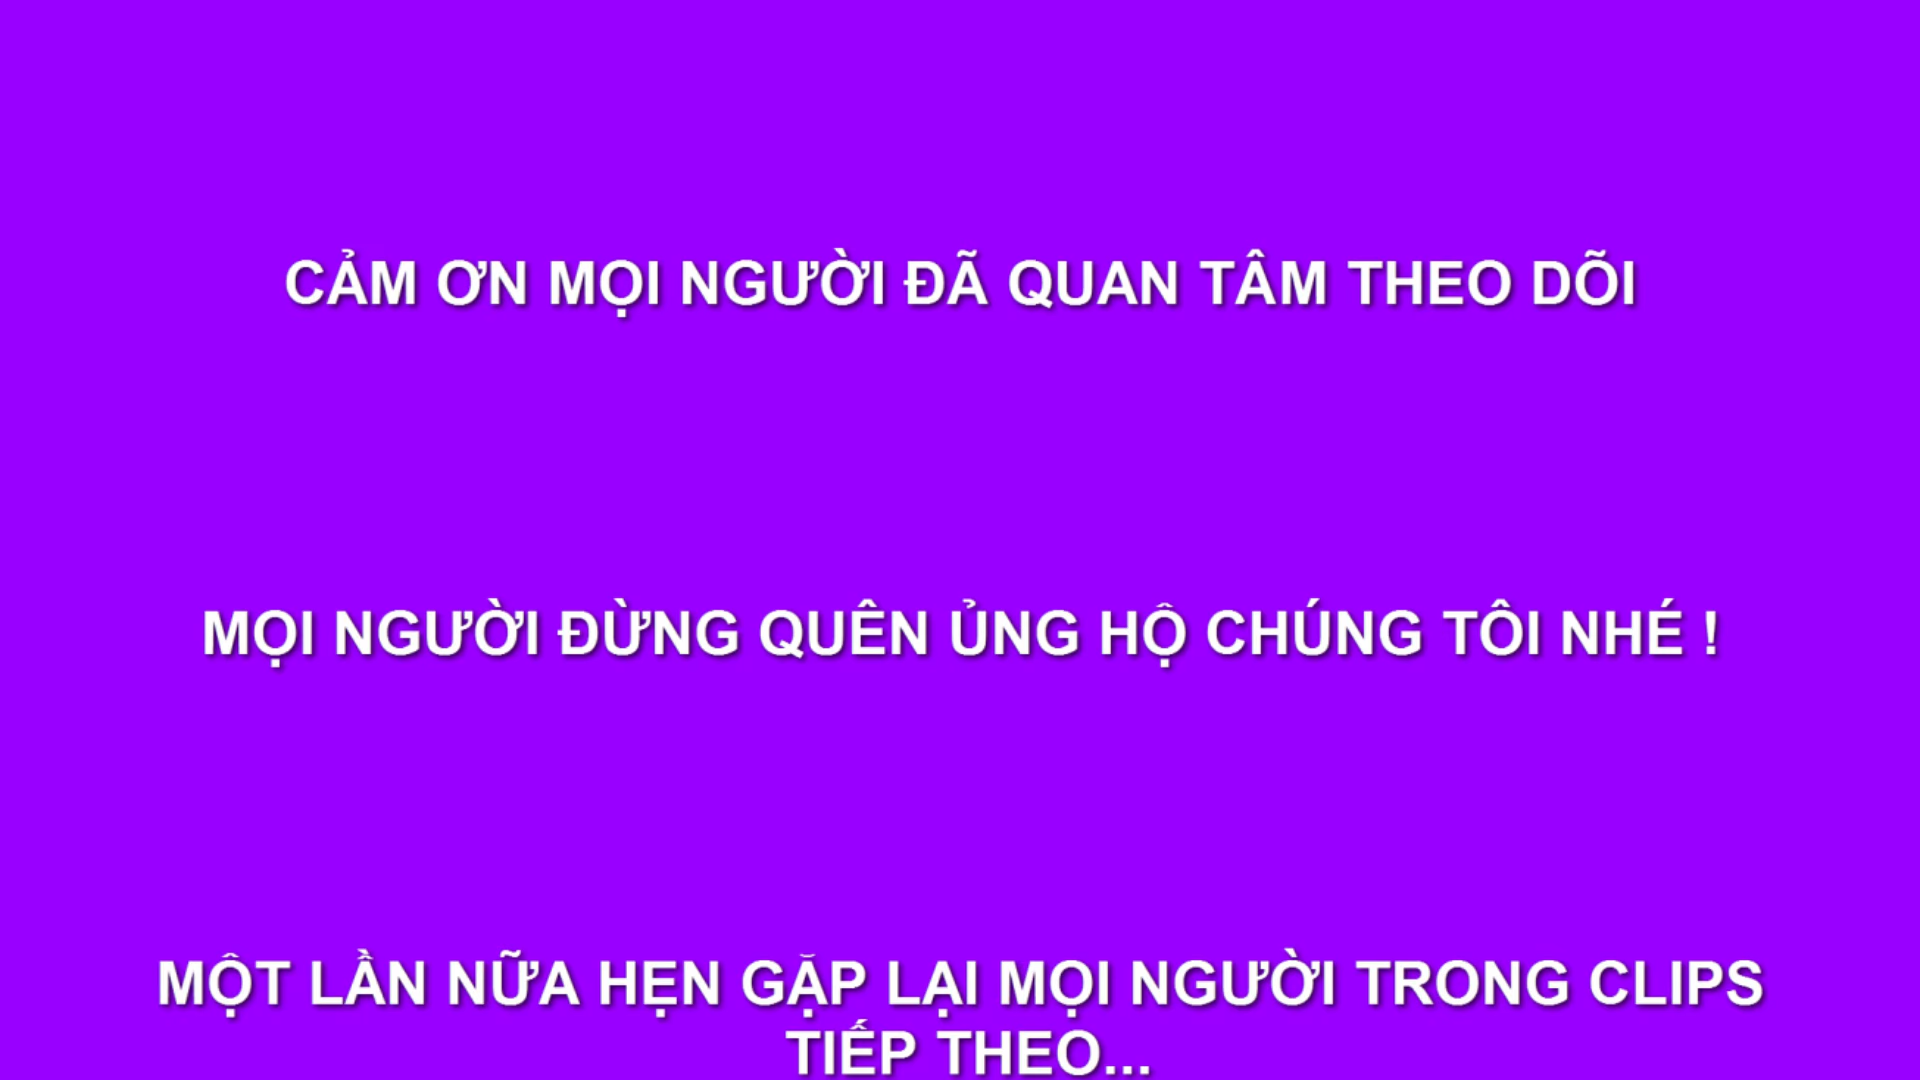 CẢM ƠN MỌI NGƯỜI ĐÃ QUAN TÂM THEO DÕI
MỌI NGƯỜI ĐỪNG QUÊN ỦNG HỘ CHÚNG TÔI NHÉ !
MỘT LẦN NỮA HẸN GẶP LẠI MỌI NGƯỜI TRONG CLIPS
TIẾP THEO...